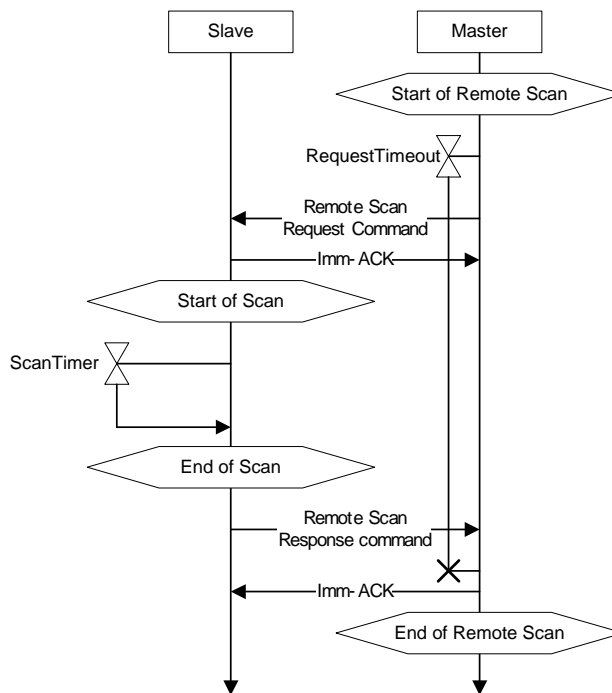 Slave
Master
Start of Remote Scan
RequestTimeout
Remote Scan
Request Command
Imm-ACK
Start of Scan
ScanTimer
End of Scan
Remote Scan
Response command
Imm-ACK
End of Remote Scan